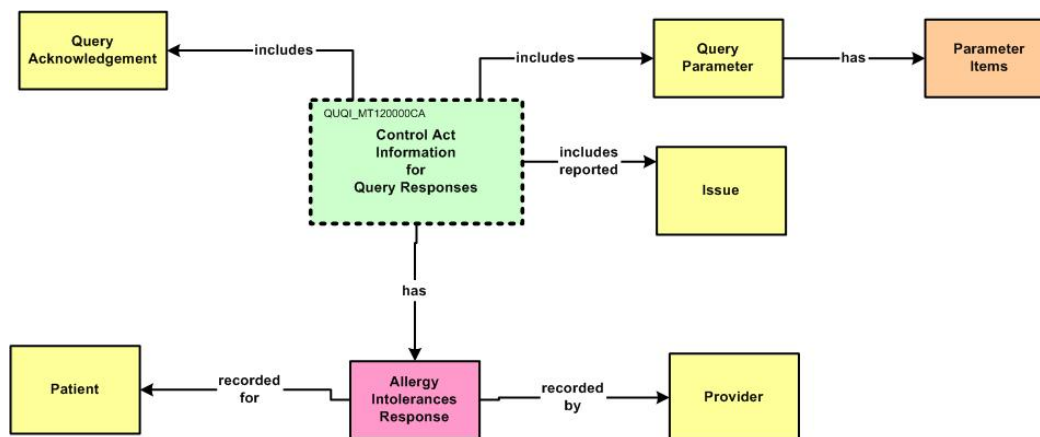 Query
Acknowledgement
includes
includes
Query
Parameter
has
Parameter
Items
QUQI_MT120000CA
Control Act
Information
for
Query Responses
includes
reported
Issue
has
Patient
recorded
for
Allergy
Intolerances
Response
recorded
by
Provider